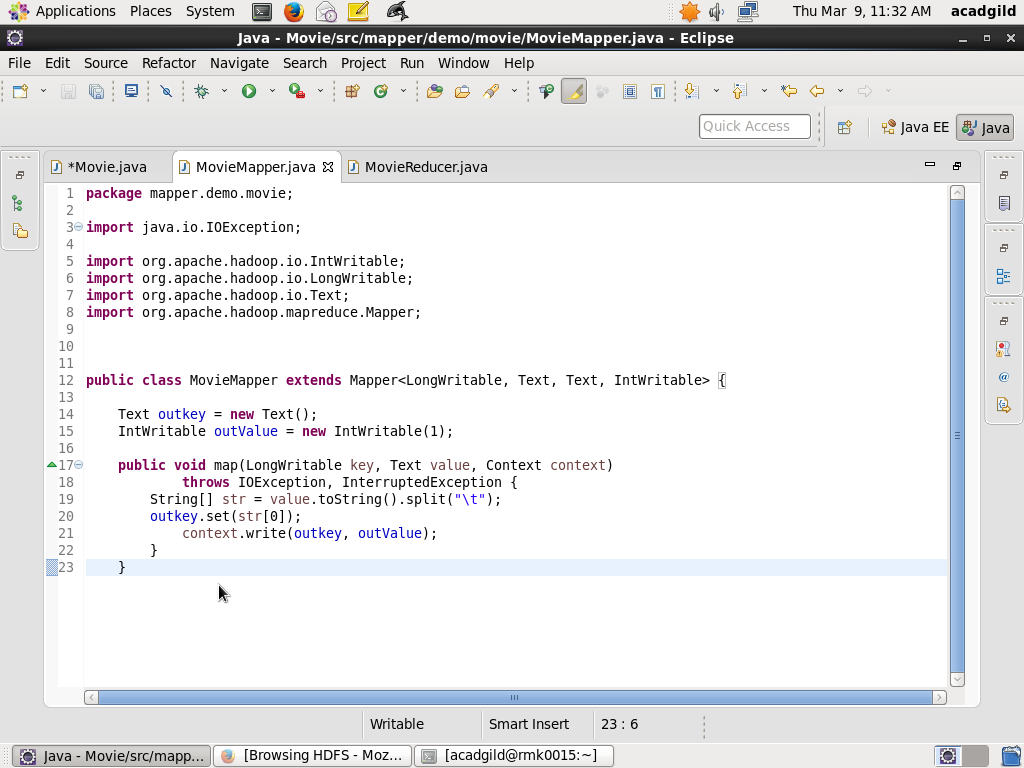 Applications Places System Thu Mar 9, 11:32 AM acadgild
Java - Movie/src/mapper/demo/movie/MovieMapper.java - Eclipse
File Edit Source Refactor Navigate Search Project Run Window Help
Quick Access Java EE Java
*Movie.java MovieMapper.java MovieReducer.java
1 package mapper.demo.movie;
2
3 import java.io.IOException;
4
5 import org.apache.hadoop.io.IntWritable;
6 import org.apache.hadoop.io.LongWritable;
7 import org.apache.hadoop.io.Text;
8 import org.apache.hadoop.mapreduce.Mapper;
9
10
11
12 public class MovieMapper extends Mapper<LongWritable, Text, Text, IntWritable> {
13
14     Text outkey = new Text();
15     IntWritable outValue = new IntWritable(1);
16
17     public void map(LongWritable key, Text value, Context context)
18             throws IOException, InterruptedException {
19         String[] str = value.toString().split("\t");
20         outkey.set(str[0]);
21             context.write(outkey, outValue);
22         }
23     }
Writable Smart Insert 23 : 6
Java - Movie/src/mapp... [Browsing HDFS - Moz... [acadgild@rmk0015:~]